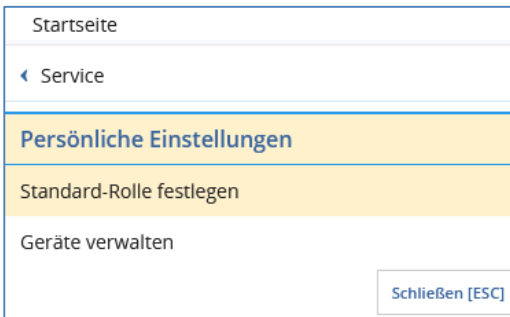 Startseite
Service
Persönliche Einstellungen
Standard-Rolle festlegen
Geräte verwalten
Schließen [ESC]